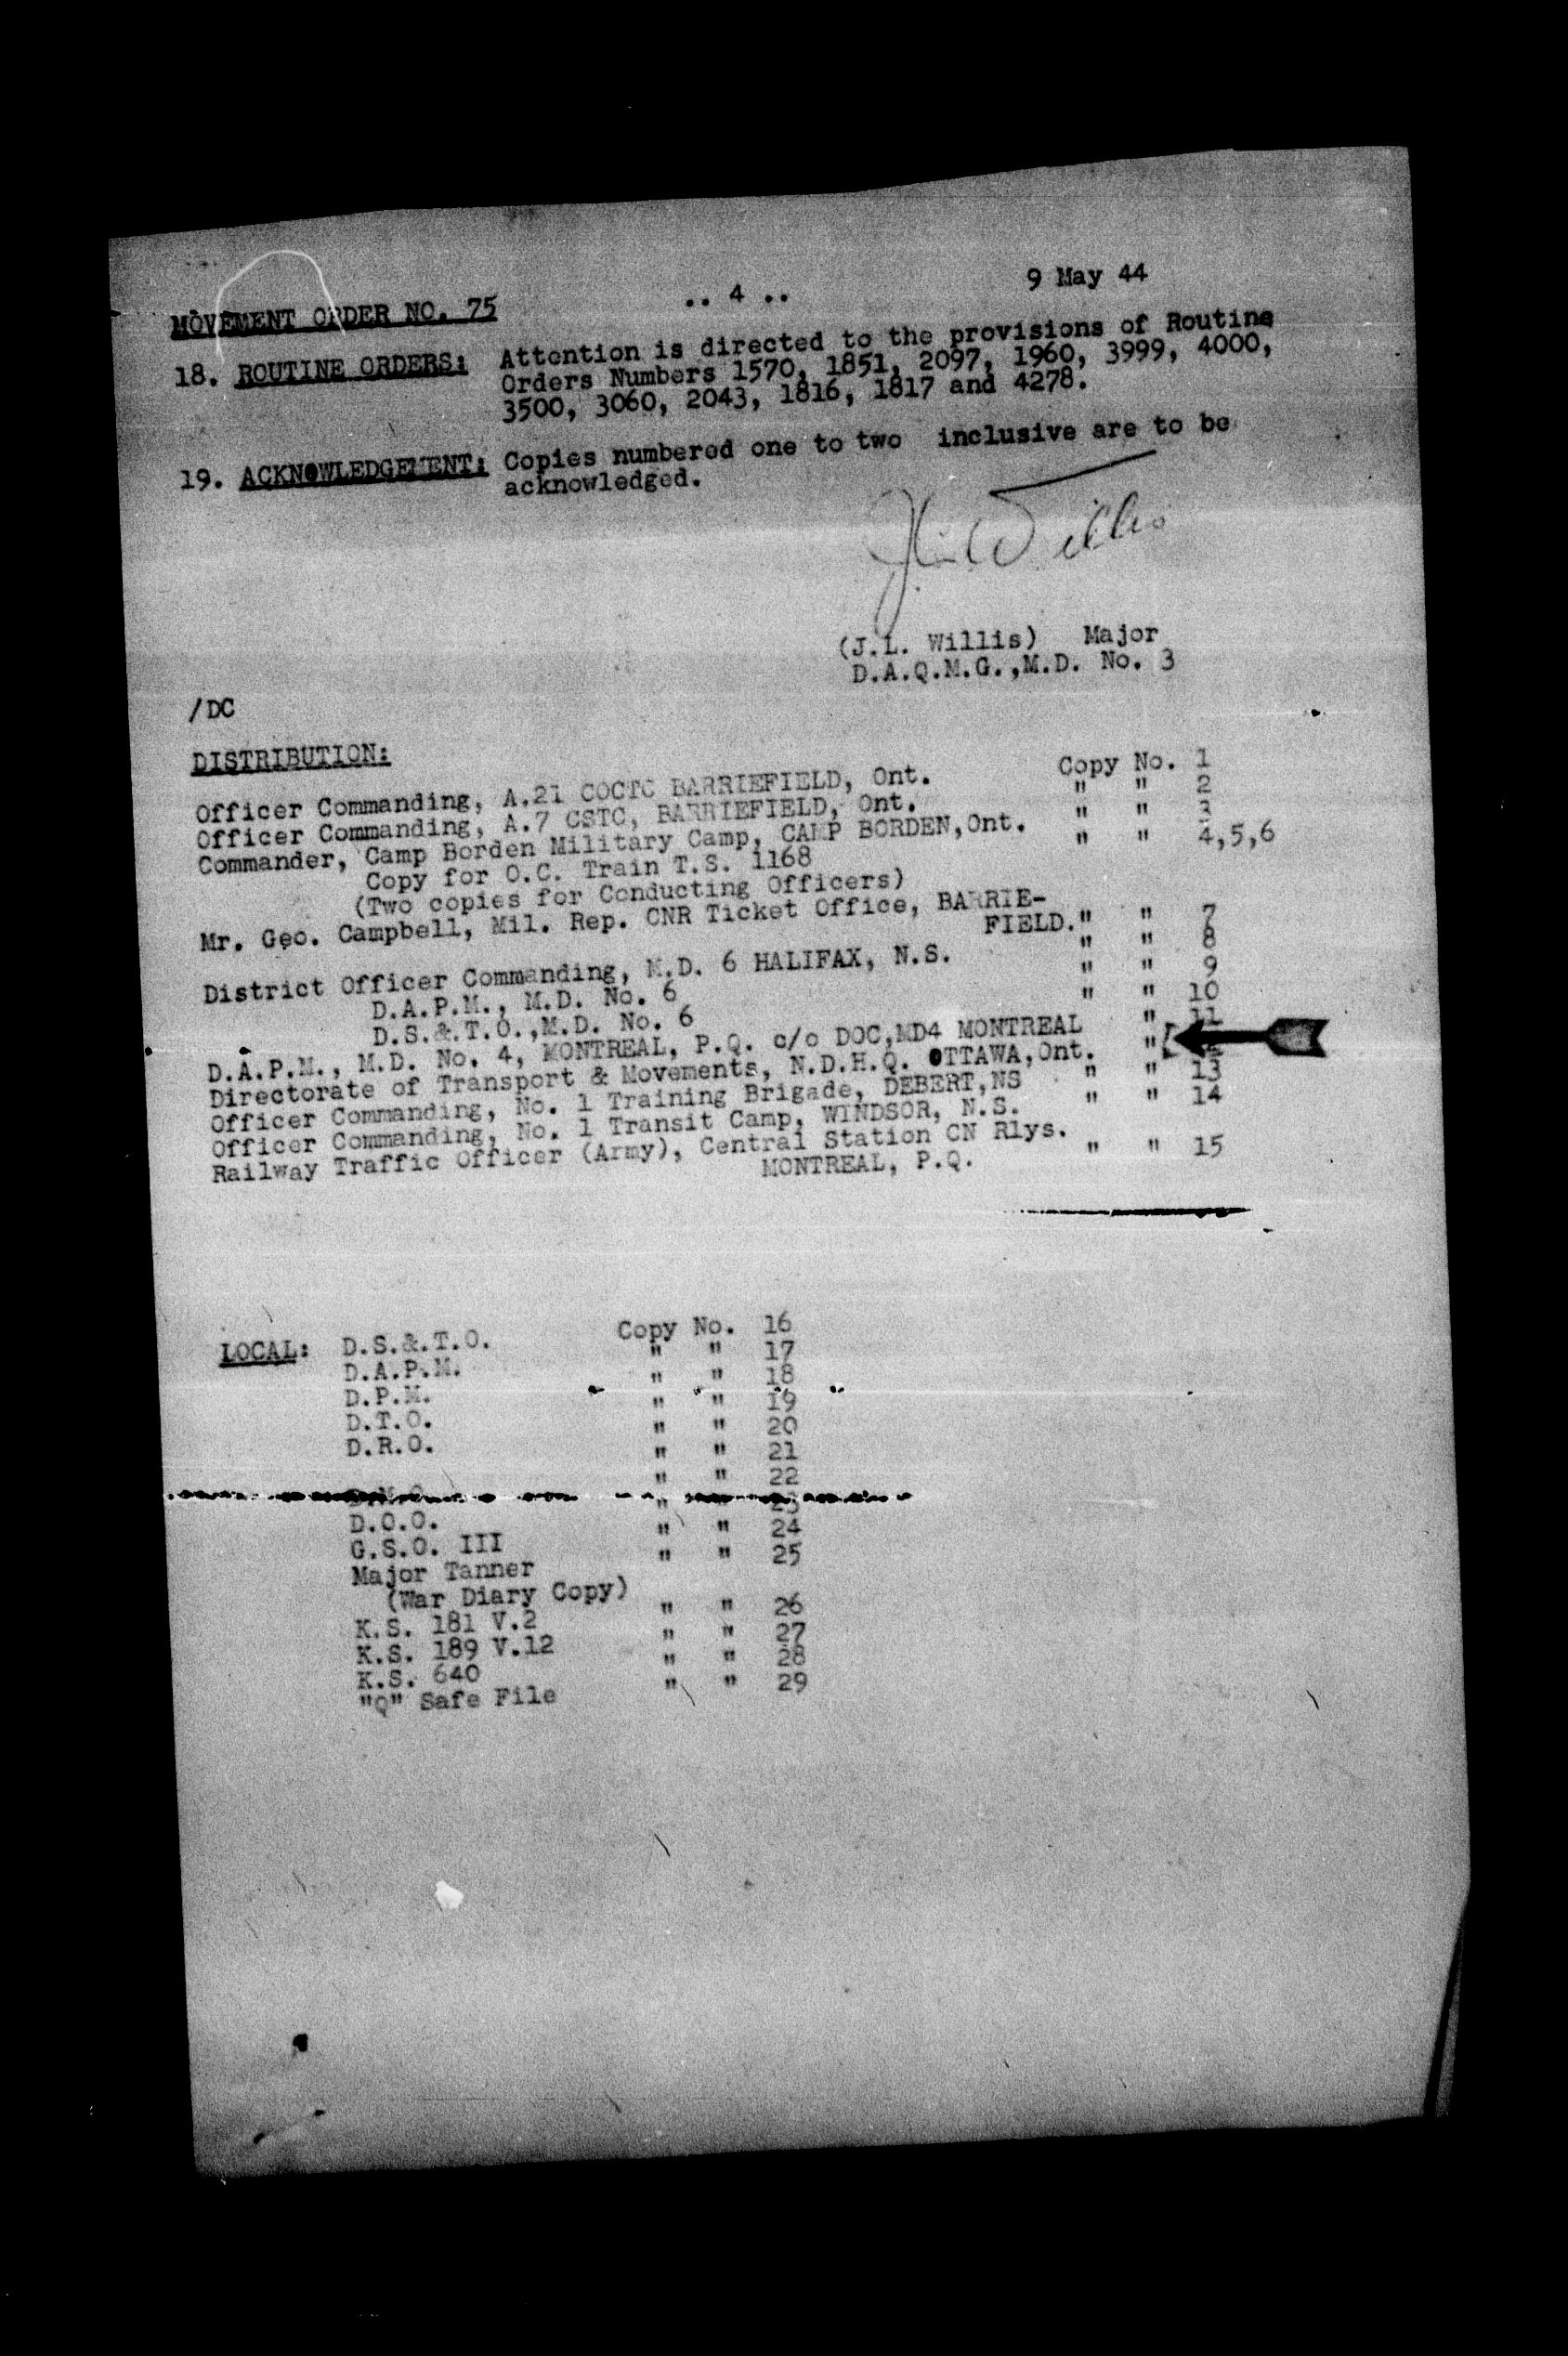 9 May 44
.. 4 ..
MOVEMENT ORDER NO. 75
18. ROUTINE ORDERS: Attention is directed to the provisions of Routine
Orders Numbers 1570, 1851, 2097, 1960, 3999, 4000,
3500, 3060, 2043, 1816, 1817 and 4278.
19. ACKNOWLEDGEMENT: Copies numbered one to two inclusive are to be
acknowledged.
(J.L. Willis) Major
D.A.Q.M.G.,M.D. No. 3
/DC
DISTRIBUTION:
Officer Commanding, A.21 COCTC BARRIEFIELD, Ont. Copy No. 1
Officer Commanding, A.7 CSTC, BARRIEFIELD, Ont. " " 2
Commander, Camp Borden Military Camp, CAMP BORDEN,Ont. " " 3
Copy for O.C. Train T.S. 1168 " " 4,5,6
(Two copies for Conducting Officers)
Mr. Geo. Campbell, Mil. Rep. CNR Ticket Office, BARRIE-
FIELD. " " 7
District Officer Commanding, M.D. 6 HALIFAX, N.S. " " 8
D.A.P.M., M.D. No. 6 " " 9
D.S.&.T.O.,M.D. No. 6 " " 10
D.A.P.M., M.D. No. 4, MONTREAL, P.Q. c/o DOC,MD4 MONTREAL " 11
Directorate of Transport & Movements, N.D.H.Q. OTTAWA,Ont. "
Officer Commanding, No. 1 Training Brigade, DEBERT,NS " " 13
Officer Commanding, No. 1 Transit Camp, WINDSOR, N.S. " " 14
Railway Traffic Officer (Army), Central Station CN Rlys.
MONTREAL, P.Q. " " 15
LOCAL: D.S.&.T.O. Copy No. 16
D.A.P.M. " " 17
D.P.M. " " 18
D.T.O. " " 19
D.R.O. " " 20
" " 21
" " 22
D.O.O. " 23
G.S.O. III " " 24
Major Tanner " " 25
(War Diary Copy)
K.S. 181 V.2 " " 26
K.S. 189 V.12 " " 27
K.S. 640 " " 28
"Q" Safe File " " 29